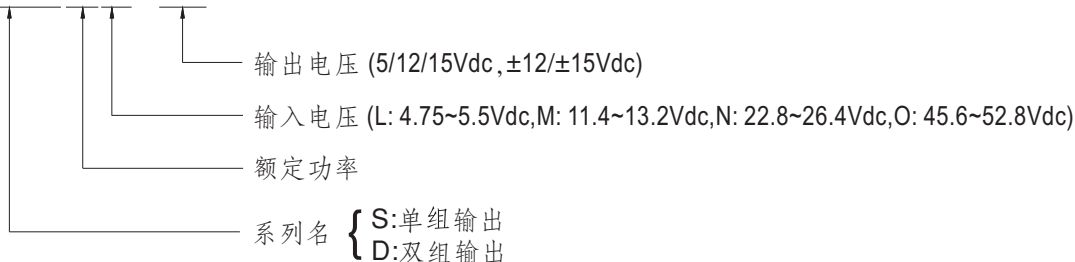 输出电压 (5/12/15Vdc,±12/±15Vdc)
输入电压 (L: 4.75~5.5Vdc,M: 11.4~13.2Vdc,N: 22.8~26.4Vdc,O: 45.6~52.8Vdc)
额定功率
系列名 { S:单组输出
D:双组输出